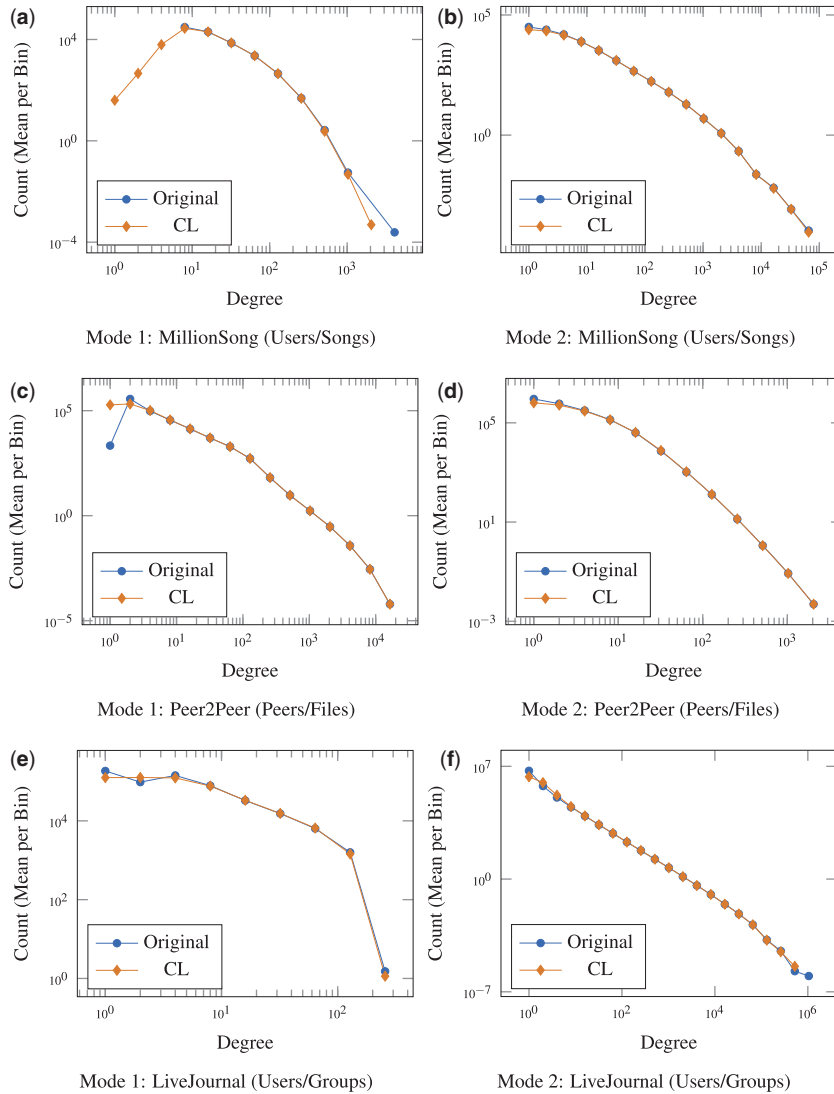 (a)
Count (Mean per Bin)
10^4
10^0
10^−4
Original
CL
10^0 10^1 10^2 10^3
Degree
Mode 1: MillionSong (Users/Songs)
(b)
Count (Mean per Bin)
10^5
10^0
Original
CL
10^0 10^1 10^2 10^3 10^4 10^5
Degree
Mode 2: MillionSong (Users/Songs)
(c)
Count (Mean per Bin)
10^5
10^0
10^−5
Original
CL
10^0 10^1 10^2 10^3 10^4
Degree
Mode 1: Peer2Peer (Peers/Files)
(d)
Count (Mean per Bin)
10^5
10^1
10^−3
Original
CL
10^0 10^1 10^2 10^3
Degree
Mode 2: Peer2Peer (Peers/Files)
(e)
Count (Mean per Bin)
10^4
10^2
10^0
Original
CL
10^0 10^1 10^2
Degree
Mode 1: LiveJournal (Users/Groups)
(f)
Count (Mean per Bin)
10^7
10^0
10^−7
Original
CL
10^0 10^2 10^4 10^6
Degree
Mode 2: LiveJournal (Users/Groups)